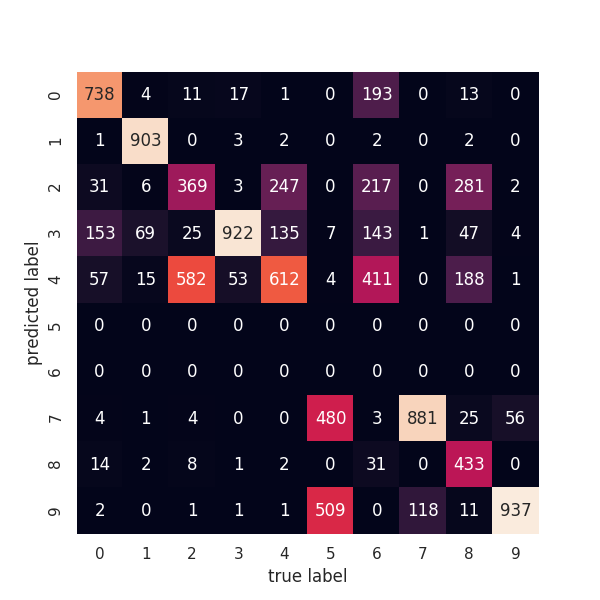 0 738 4 11 17 1 0 193 0 13 0
1 1 903 0 3 2 0 2 0 2 0
2 31 6 369 3 247 0 217 0 281 2
3 153 69 25 922 135 7 143 1 47 4
4 57 15 582 53 612 4 411 0 188 1
5 0 0 0 0 0 0 0 0 0 0
6 0 0 0 0 0 0 0 0 0 0
7 4 1 4 0 0 480 3 881 25 56
8 14 2 8 1 2 0 31 0 433 0
9 2 0 1 1 1 509 0 118 11 937
predicted label
0 1 2 3 4 5 6 7 8 9
true label